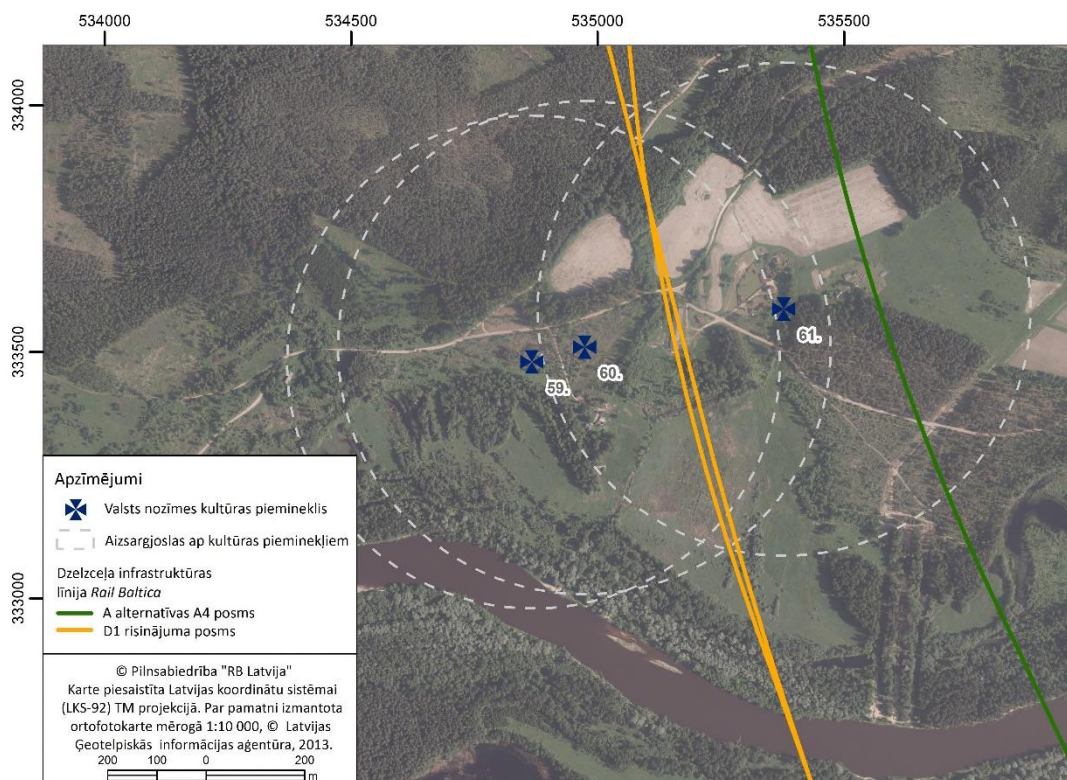 534000
534500
535000
535500
334000
333500
333000
59.
60.
61.
Apzīmējumi
Valsts nozīmes kultūras piemineklis
Aizsargjoslas ap kultūras pieminekļiem
Dzelzceļa infrastruktūras
līnija Rail Baltica
A alternatīvas A4 posms
D1 risinājuma posms
© Pilnsabiedrība "RB Latvija"
Karte piesaistīta Latvijas koordinātu sistēmai
(LKS-92) TM projekcijā. Par pamatni izmantota
ortofotokarte mērogā 1:10 000, © Latvijas
Ģeotelpiskās informācijas aģentūra, 2013.
200 100 0 200
m